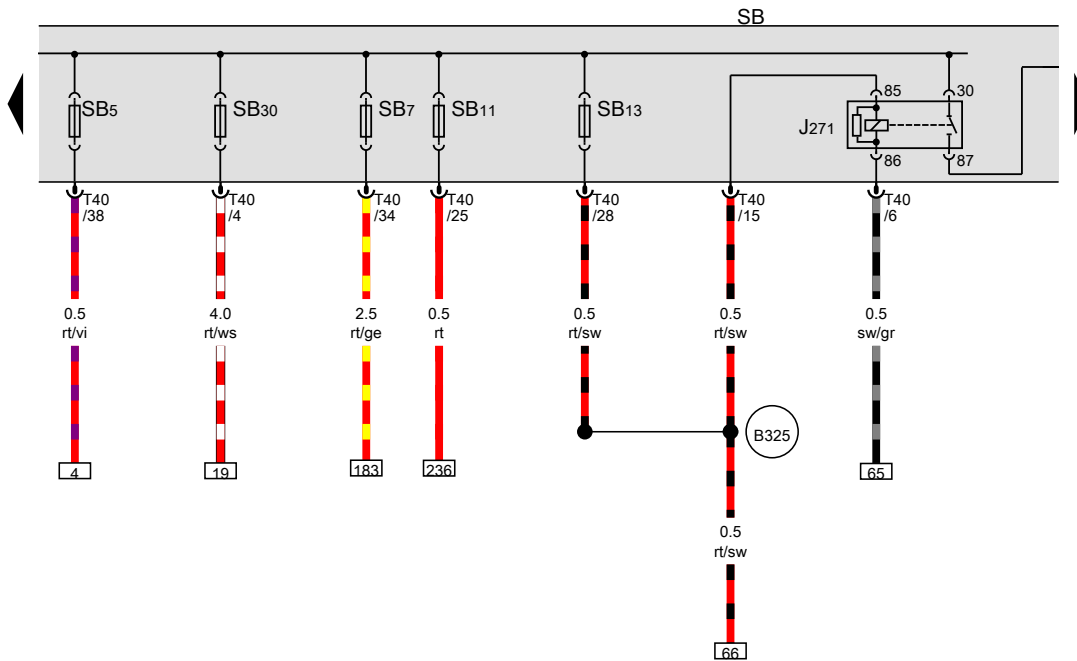 SB
SB5
SB30
SB7
SB11
SB13
85
30
J271
86
87
T40
/38
T40
/4
T40
/34
T40
/25
T40
/28
T40
/15
T40
/6
0.5
rt/vi
4.0
rt/ws
2.5
rt/ge
0.5
rt
0.5
rt/sw
0.5
rt/sw
0.5
sw/gr
B325
4
19
183
236
65
0.5
rt/sw
66